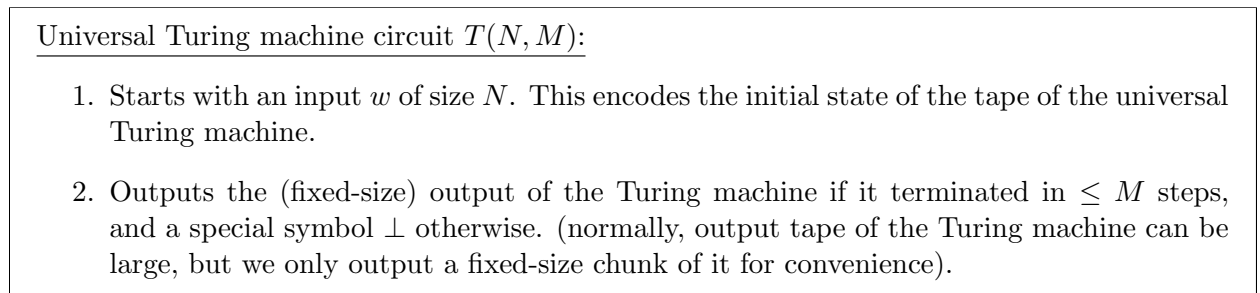 Universal Turing machine circuit T(N, M):
1. Starts with an input w of size N. This encodes the initial state of the tape of the universal
Turing machine.
2. Outputs the (fixed-size) output of the Turing machine if it terminated in ≤ M steps,
and a special symbol ⊥ otherwise. (normally, output tape of the Turing machine can be
large, but we only output a fixed-size chunk of it for convenience).